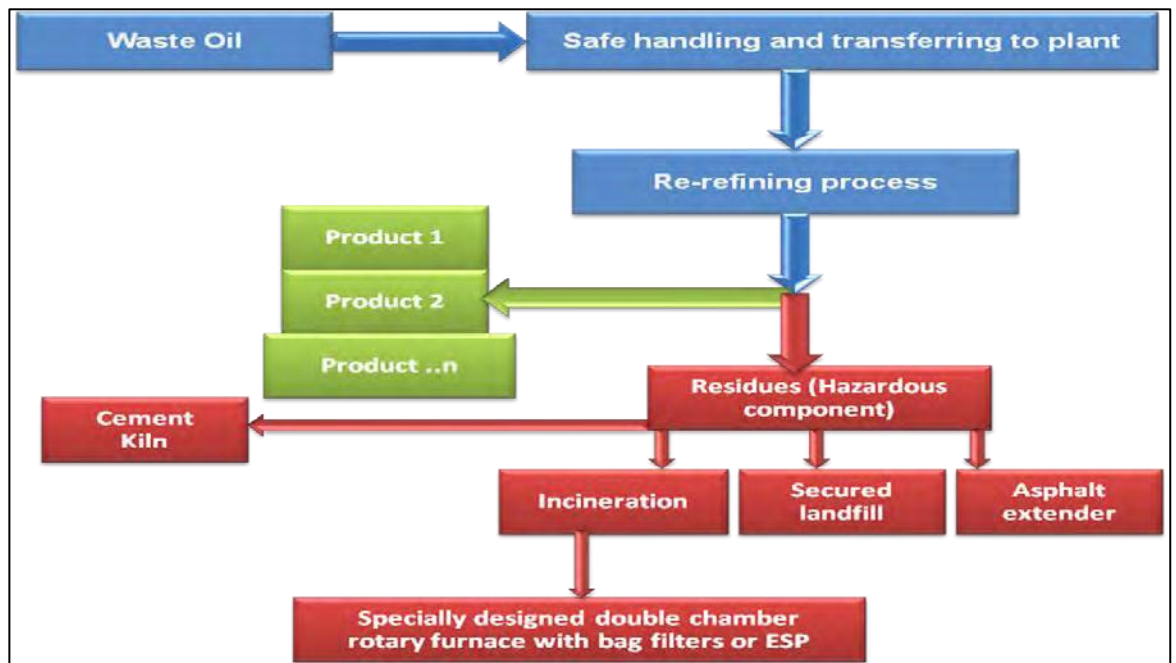 Waste Oil
Safe handling and transferring to plant
Re-refining process
Product 1
Product 2
Product ..n
Residues (Hazardous
component)
Cement
Kiln
Incineration
Secured
landfill
Asphalt
extender
Specially designed double chamber
rotary furnace with bag filters or ESP